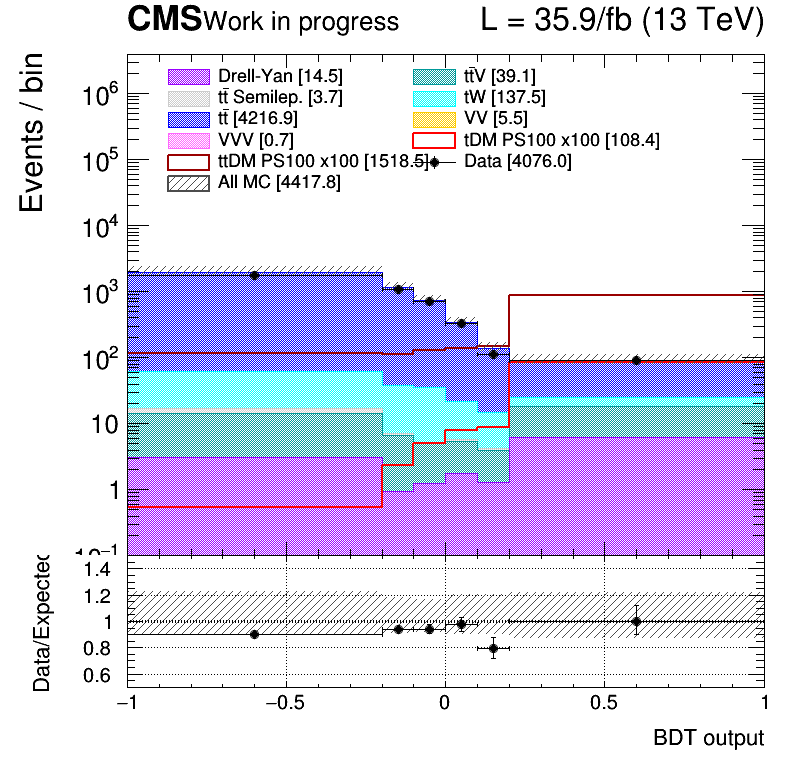 CMS Work in progress L = 35.9/fb (13 TeV)
Events / bin
Drell-Yan [14.5] tt̄V [39.1]
tt̄ Semilep. [3.7] tW [137.5]
tt̄ [4216.9] VV [5.5]
VVV [0.7] tDM PS100 x100 [108.4]
ttDM PS100 x100 [1518.5] Data [4076.0]
All MC [4417.8]
10⁶
10⁵
10⁴
10³
10²
10
1
10⁻¹
Data/Expected
1.4
1.2
1
0.8
0.6
−1 −0.5 0 0.5 1
BDT output